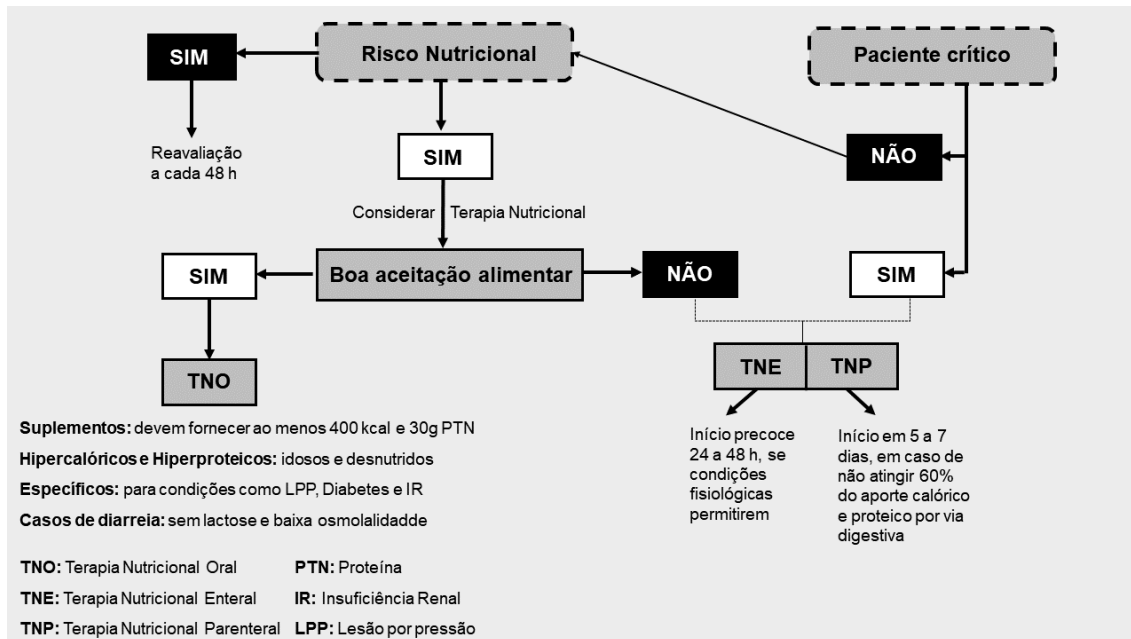 Risco Nutricional
Paciente crítico
SIM
NÃO
Reavaliação
a cada 48 h
SIM
Considerar
Terapia Nutricional
SIM
Boa aceitação alimentar
NÃO
SIM
TNO
TNE
TNP
Suplementos: devem fornecer ao menos 400 kcal e 30g PTN
Hipercalóricos e Hiperproteicos: idosos e desnutridos
Específicos: para condições como LPP, Diabetes e IR
Casos de diarreia: sem lactose e baixa osmolalidadde
Início precoce
24 a 48 h, se
condições
fisiológicas
permitirem
Início em 5 a 7
dias, em caso de
não atingir 60%
do aporte calórico
e proteico por via
digestiva
TNO: Terapia Nutricional Oral
PTN: Proteína
TNE: Terapia Nutricional Enteral
IR: Insuficiência Renal
TNP: Terapia Nutricional Parenteral
LPP: Lesão por pressão